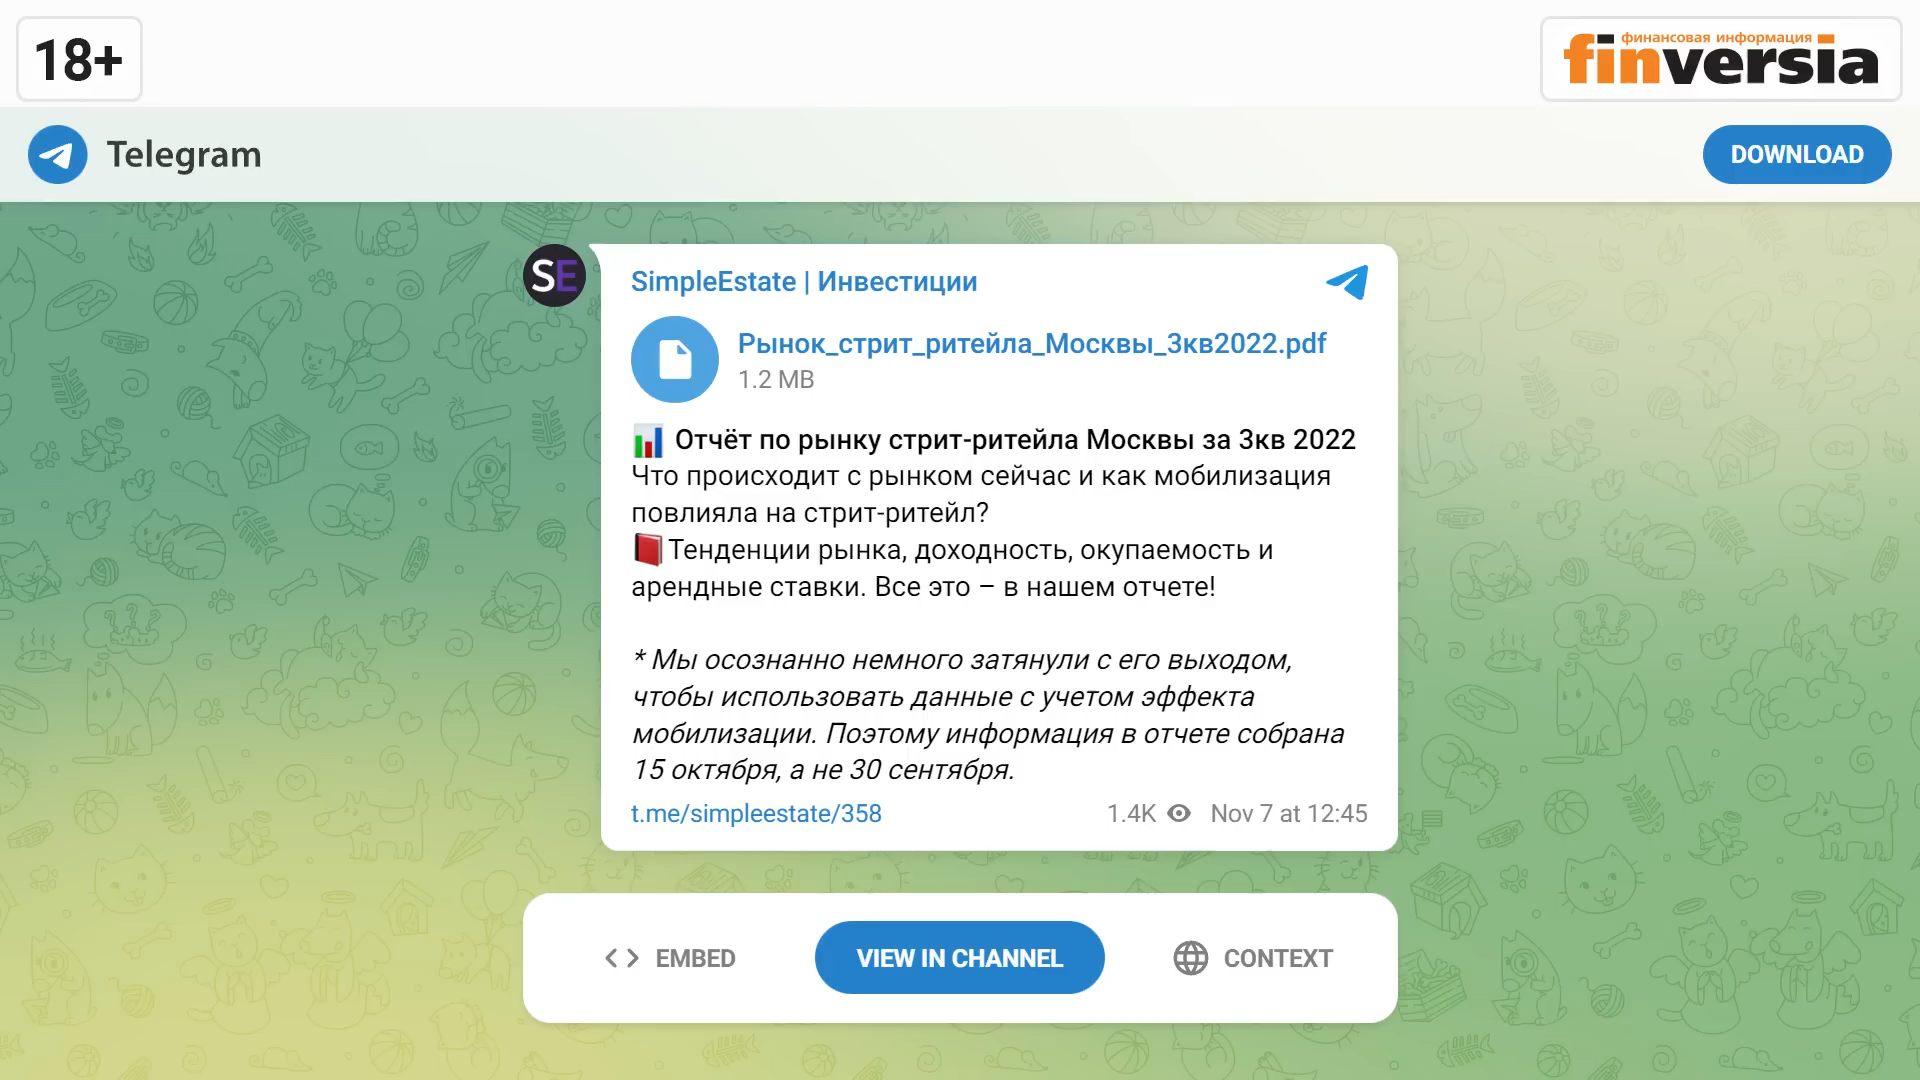 18+
финансовая информация
finversia
Telegram
DOWNLOAD
SE
SimpleEstate | Инвестиции
Рынок_стрит_ритейла_Москвы_3кв2022.pdf
1.2 MB
Отчёт по рынку стрит-ритейла Москвы за 3кв 2022
Что происходит с рынком сейчас и как мобилизация
повлияла на стрит-ритейл?
Тенденции рынка, доходность, окупаемость и
арендные ставки. Все это – в нашем отчете!
* Мы осознанно немного затянули с его выходом,
чтобы использовать данные с учетом эффекта
мобилизации. Поэтому информация в отчете собрана
15 октября, а не 30 сентября.
t.me/simpleestate/358
1.4K Nov 7 at 12:45
EMBED
VIEW IN CHANNEL
CONTEXT